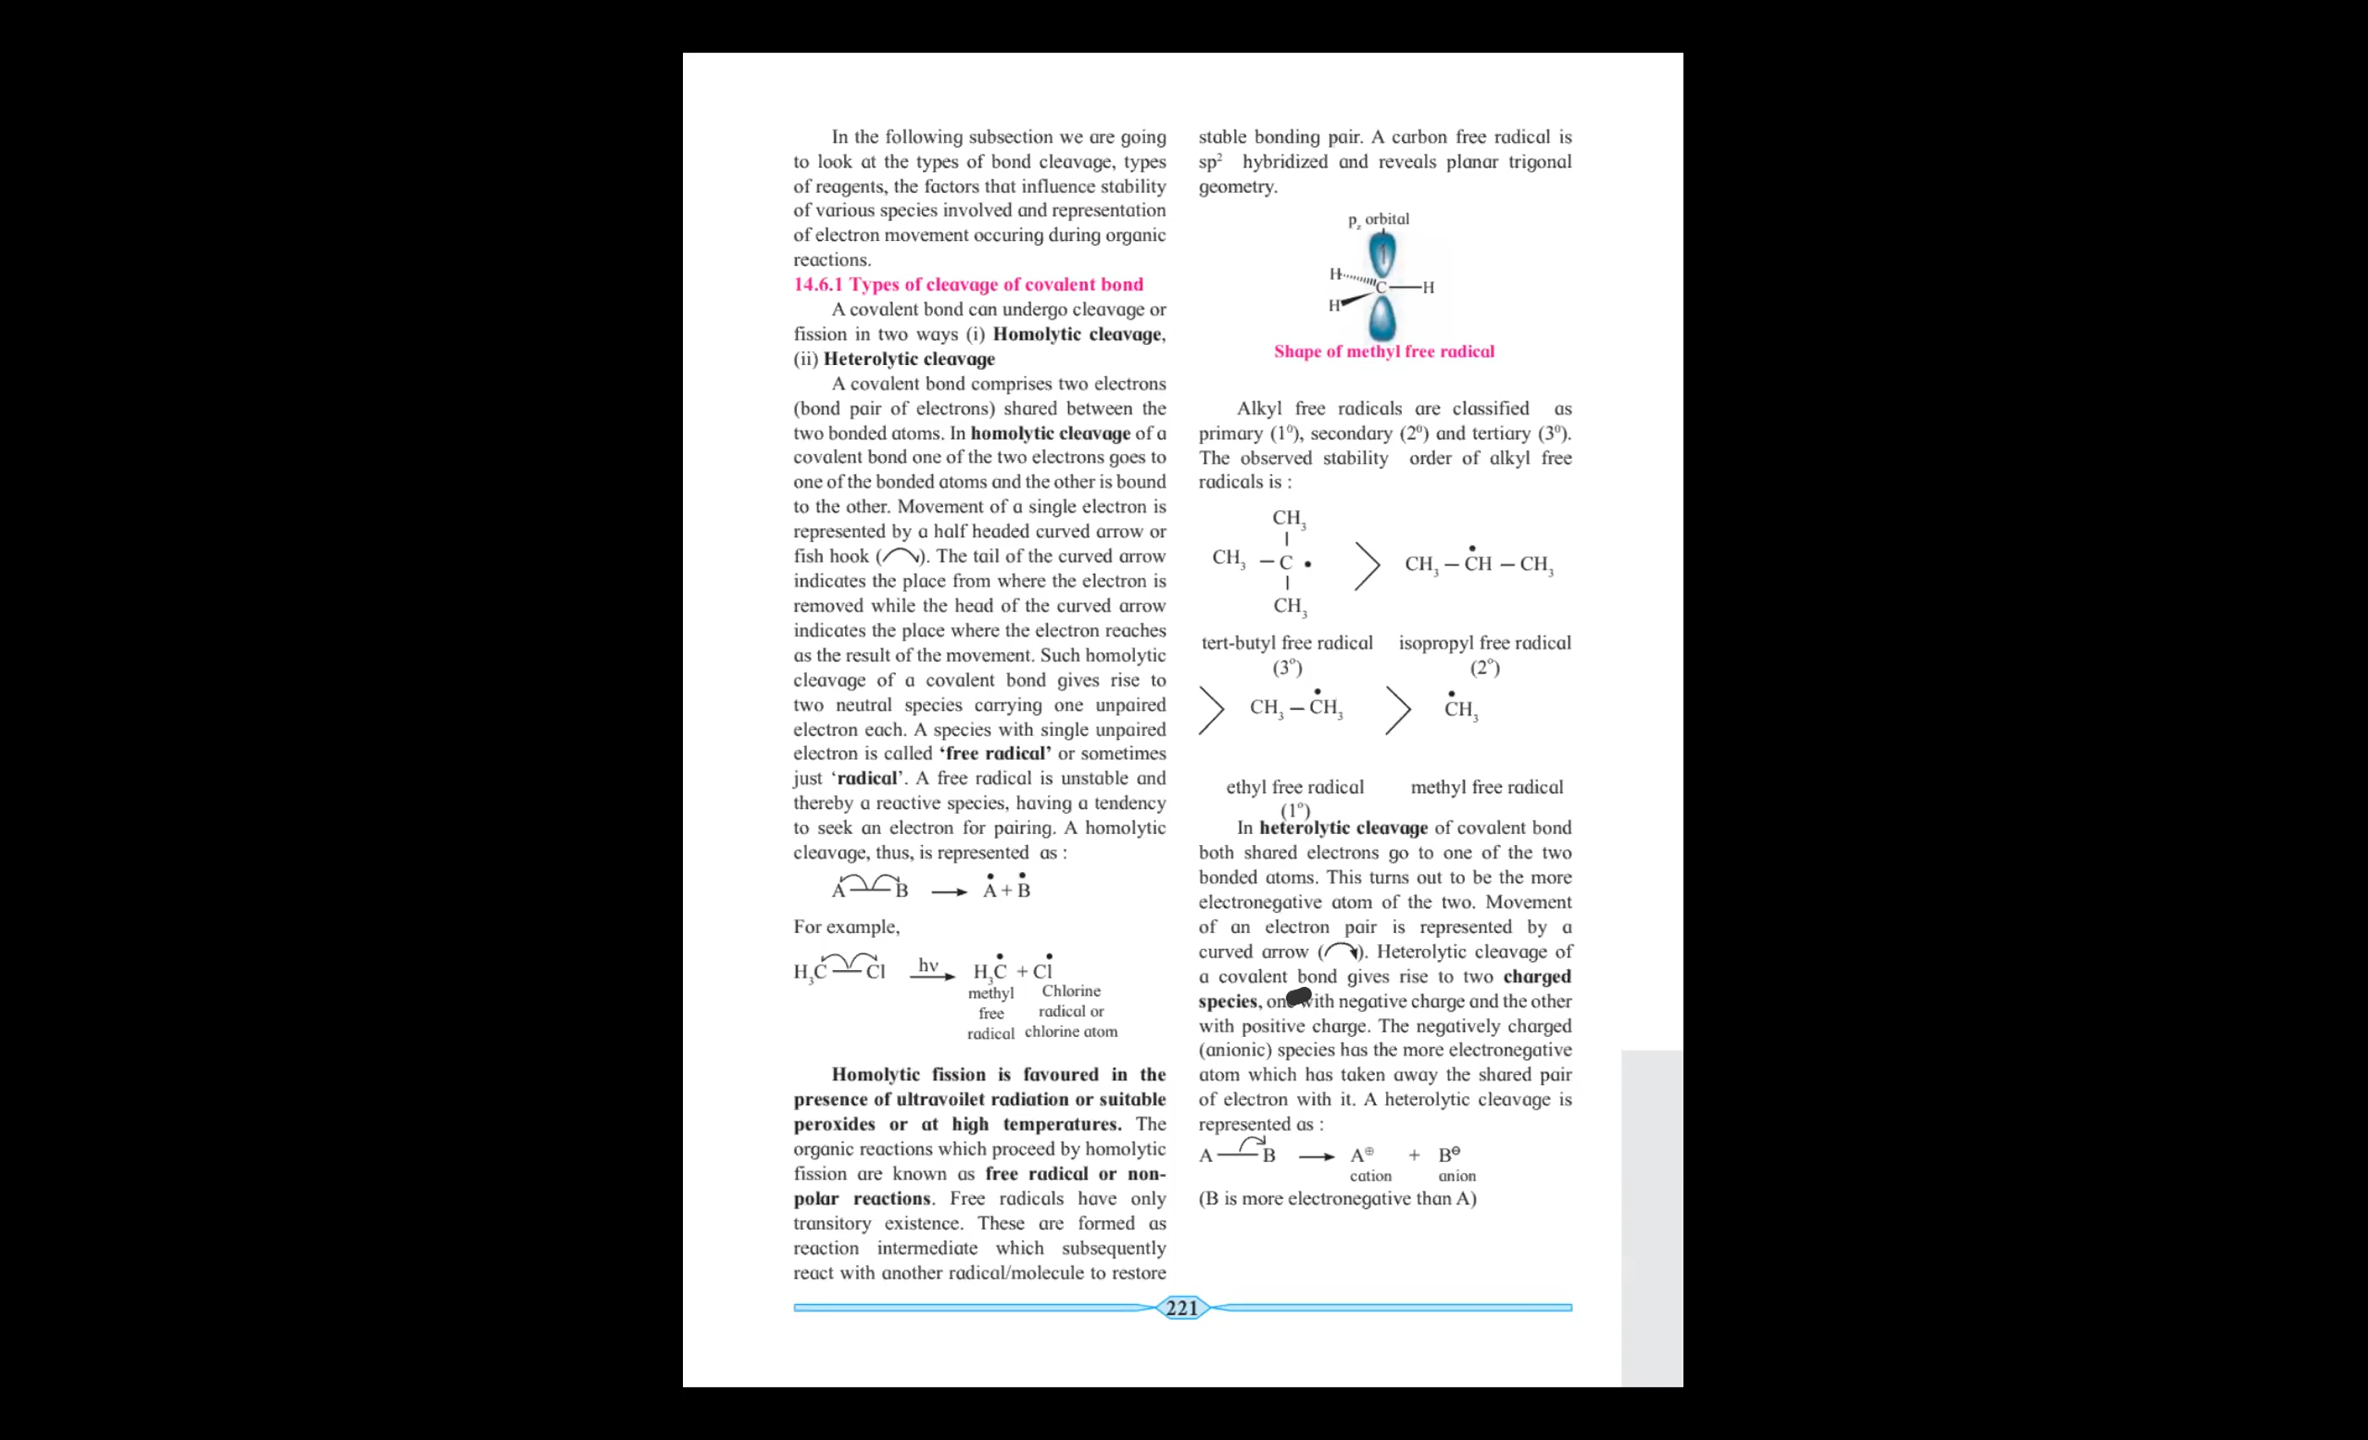 In the following subsection we are going
to look at the types of bond cleavage, types
of reagents, the factors that influence stability
of various species involved and representation
of electron movement occuring during organic
reactions.
14.6.1 Types of cleavage of covalent bond
A covalent bond can undergo cleavage or
fission in two ways (i) Homolytic cleavage,
(ii) Heterolytic cleavage
A covalent bond comprises two electrons
(bond pair of electrons) shared between the
two bonded atoms. In homolytic cleavage of a
covalent bond one of the two electrons goes to
one of the bonded atoms and the other is bound
to the other. Movement of a single electron is
represented by a half headed curved arrow or
fish hook (⌒). The tail of the curved arrow
indicates the place from where the electron is
removed while the head of the curved arrow
indicates the place where the electron reaches
as the result of the movement. Such homolytic
cleavage of a covalent bond gives rise to
two neutral species carrying one unpaired
electron each. A species with single unpaired
electron is called ‘free radical’ or sometimes
just ‘radical’. A free radical is unstable and
thereby a reactive species, having a tendency
to seek an electron for pairing. A homolytic
cleavage, thus, is represented as :
A—B → Ȧ + Ḃ
For example,
H₃C—Cl hν → H₃Ċ + Cl•
methyl Chlorine
free radical or
radical chlorine atom
Homolytic fission is favoured in the
presence of ultravoilet radiation or suitable
peroxides or at high temperatures. The
organic reactions which proceed by homolytic
fission are known as free radical or non-
polar reactions. Free radicals have only
transitory existence. These are formed as
reaction intermediate which subsequently
react with another radical/molecule to restore
stable bonding pair. A carbon free radical is
sp² hybridized and reveals planar trigonal
geometry.
p_z orbital
H
C—H
H
Shape of methyl free radical
Alkyl free radicals are classified as
primary (1⁰), secondary (2⁰) and tertiary (3⁰).
The observed stability order of alkyl free
radicals is :
CH₃
|
CH₃ – C • > CH₃ – ĊH – CH₃
|
CH₃
tert-butyl free radical isopropyl free radical
(3°) (2°)
> CH₃ – ĊH₃ > ĊH₃
ethyl free radical methyl free radical
(1°)
In heterolytic cleavage of covalent bond
both shared electrons go to one of the two
bonded atoms. This turns out to be the more
electronegative atom of the two. Movement
of an electron pair is represented by a
curved arrow (⌒). Heterolytic cleavage of
a covalent bond gives rise to two charged
species, one with negative charge and the other
with positive charge. The negatively charged
(anionic) species has the more electronegative
atom which has taken away the shared pair
of electron with it. A heterolytic cleavage is
represented as :
A—B → A⊕ + B⊖
cation anion
(B is more electronegative than A)
221